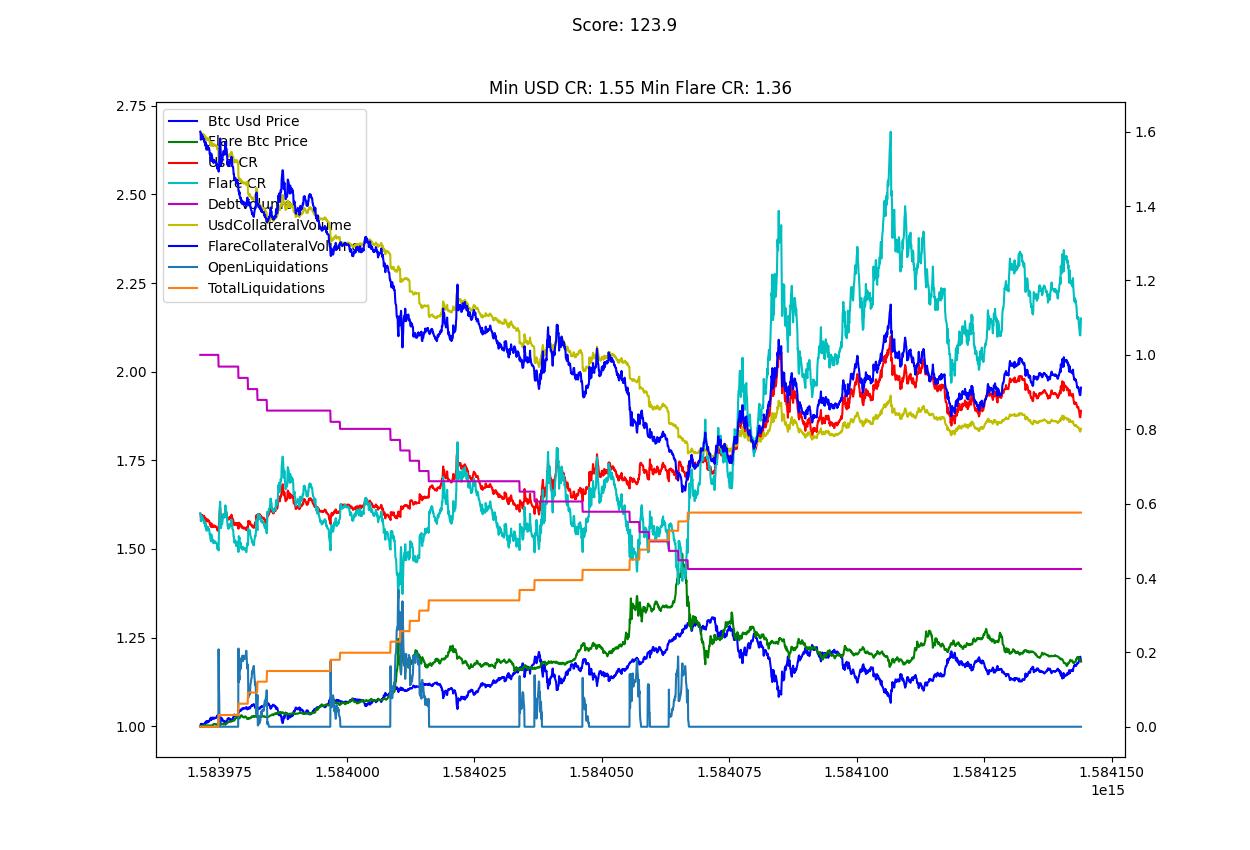 Score: 123.9
Min USD CR: 1.55 Min Flare CR: 1.36
2.75
2.50
2.25
2.00
1.75
1.50
1.25
1.00
Btc Usd Price
Flare Btc Price
Usd CR
Flare CR
DebtVolume
UsdCollateralVolume
FlareCollateralVolume
OpenLiquidations
TotalLiquidations
1.6
1.4
1.2
1.0
0.8
0.6
0.4
0.2
0.0
1.583975 1.584000 1.584025 1.584050 1.584075 1.584100 1.584125 1.584150
1e15